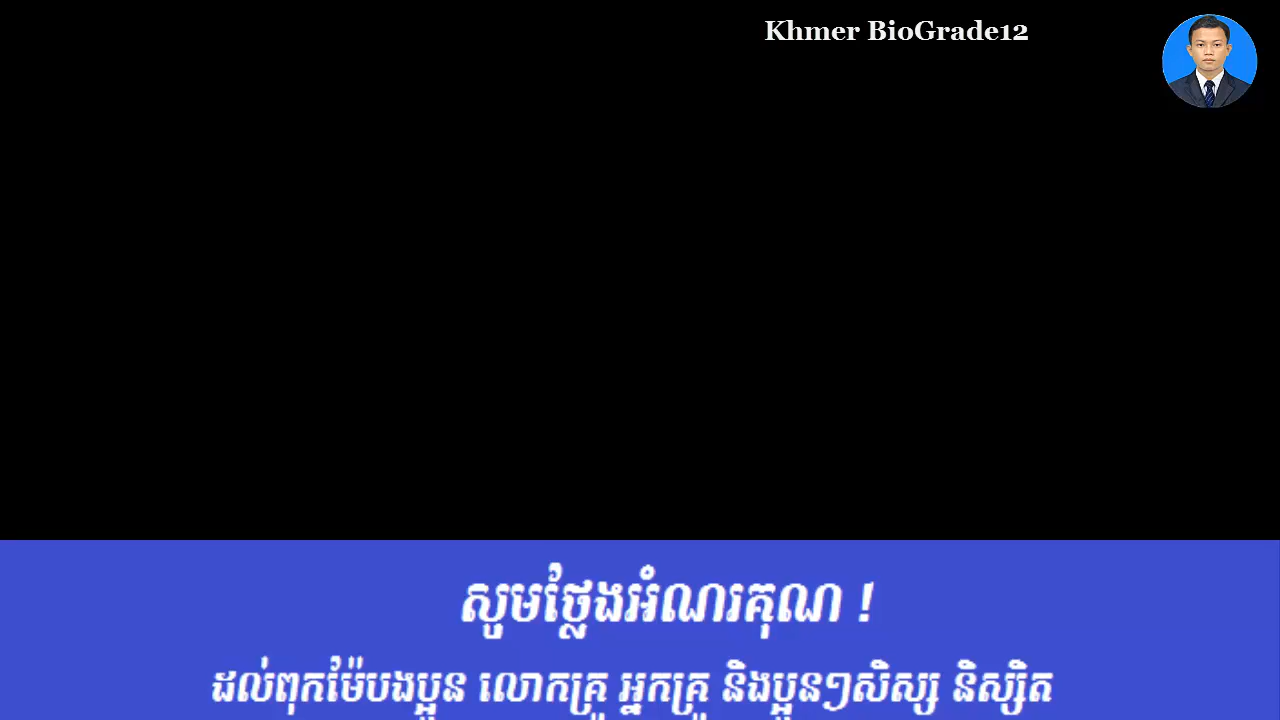 Khmer BioGrade12
សូមថ្លែងអំណរគុណ !
ដល់ពុកម៉ែបងប្អូន លោកគ្រូ អ្នកគ្រូ និងប្អូនៗសិស្ស និស្សិត